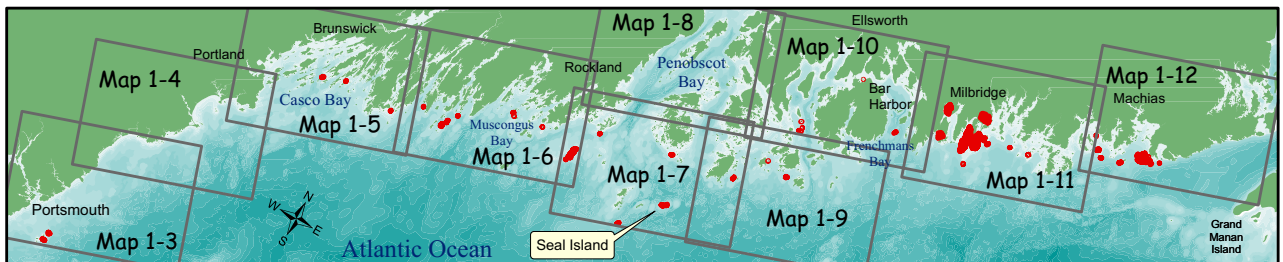 Map 1-8
Ellsworth
Brunswick
Map 1-10
Portland
Penobscot
Bay
Rockland
Map 1-4
Map 1-12
Bar
Harbor
Milbridge
Machias
Casco Bay
Map 1-5
Muscongus
Bay
Frenchmans
Bay
Map 1-6
Map 1-7
Map 1-11
Portsmouth
N
W
E
S
Map 1-9
Map 1-3
Seal Island
Atlantic Ocean
Grand
Manan
Island